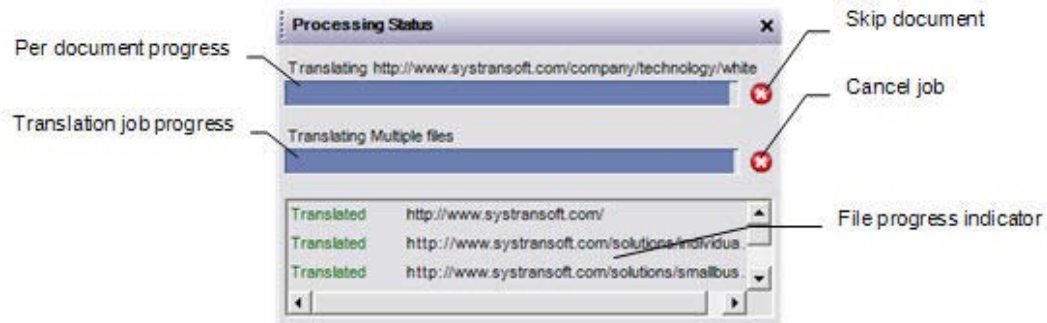 Processing Status
Skip document
Per document progress
Translating http://www.systransoft.com/company/technology/white
Cancel job
Translation job progress
Translating Multiple files
Translated http://www.systransoft.com/
File progress indicator
Translated http://www.systransoft.com/solutions/individua
Translated http://www.systransoft.com/solutions/smallbus